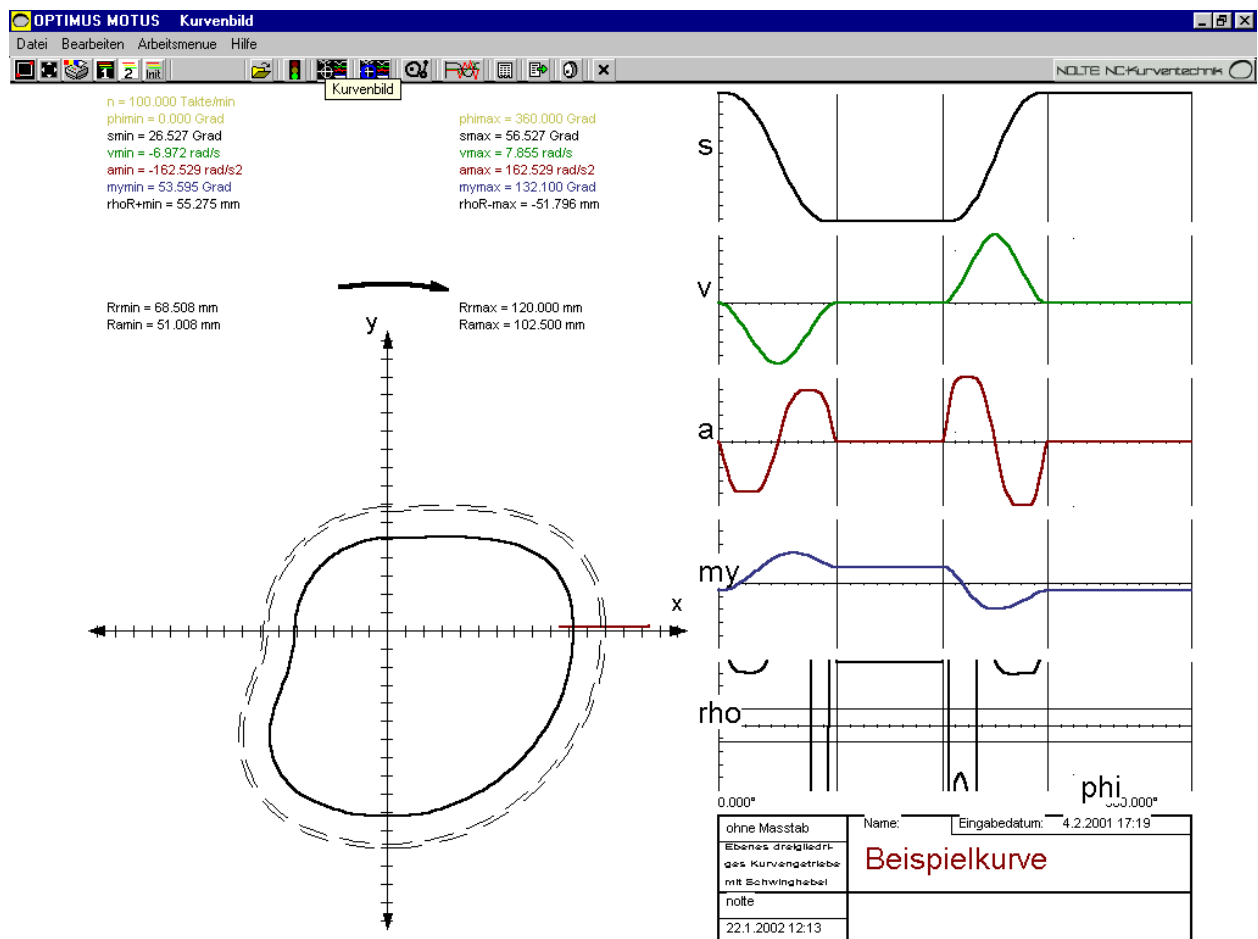 OPTIMUS MOTUS Kurvenbild
Datei Bearbeiten Arbeitsmenue Hilfe
1 2 Init
NOLTE NC-Kurventechnik
Kurvenbild
n = 100.000 Takte/min
phimin = 0.000 Grad phimax = 360.000 Grad
smin = 26.527 Grad smax = 56.527 Grad
vmin = -6.972 rad/s vmax = 7.855 rad/s
amin = -162.529 rad/s2 amax = 162.529 rad/s2
mymin = 53.595 Grad mymax = 132.100 Grad
rhoR+min = 55.275 mm rhoR-max = -51.796 mm
Rrmin = 68.508 mm Rrmax = 120.000 mm
Ramin = 51.008 mm Ramax = 102.500 mm
y
x
s
v
a
my
rho
phi
0.000°
ohne Masstab
Ebenes dreigliedri-
ges Kurvengetriebe
mit Schwinghebel
nolte
22.1.2002 12:13
Name: Eingabedatum: 4.2.2001 17:19
Beispielkurve